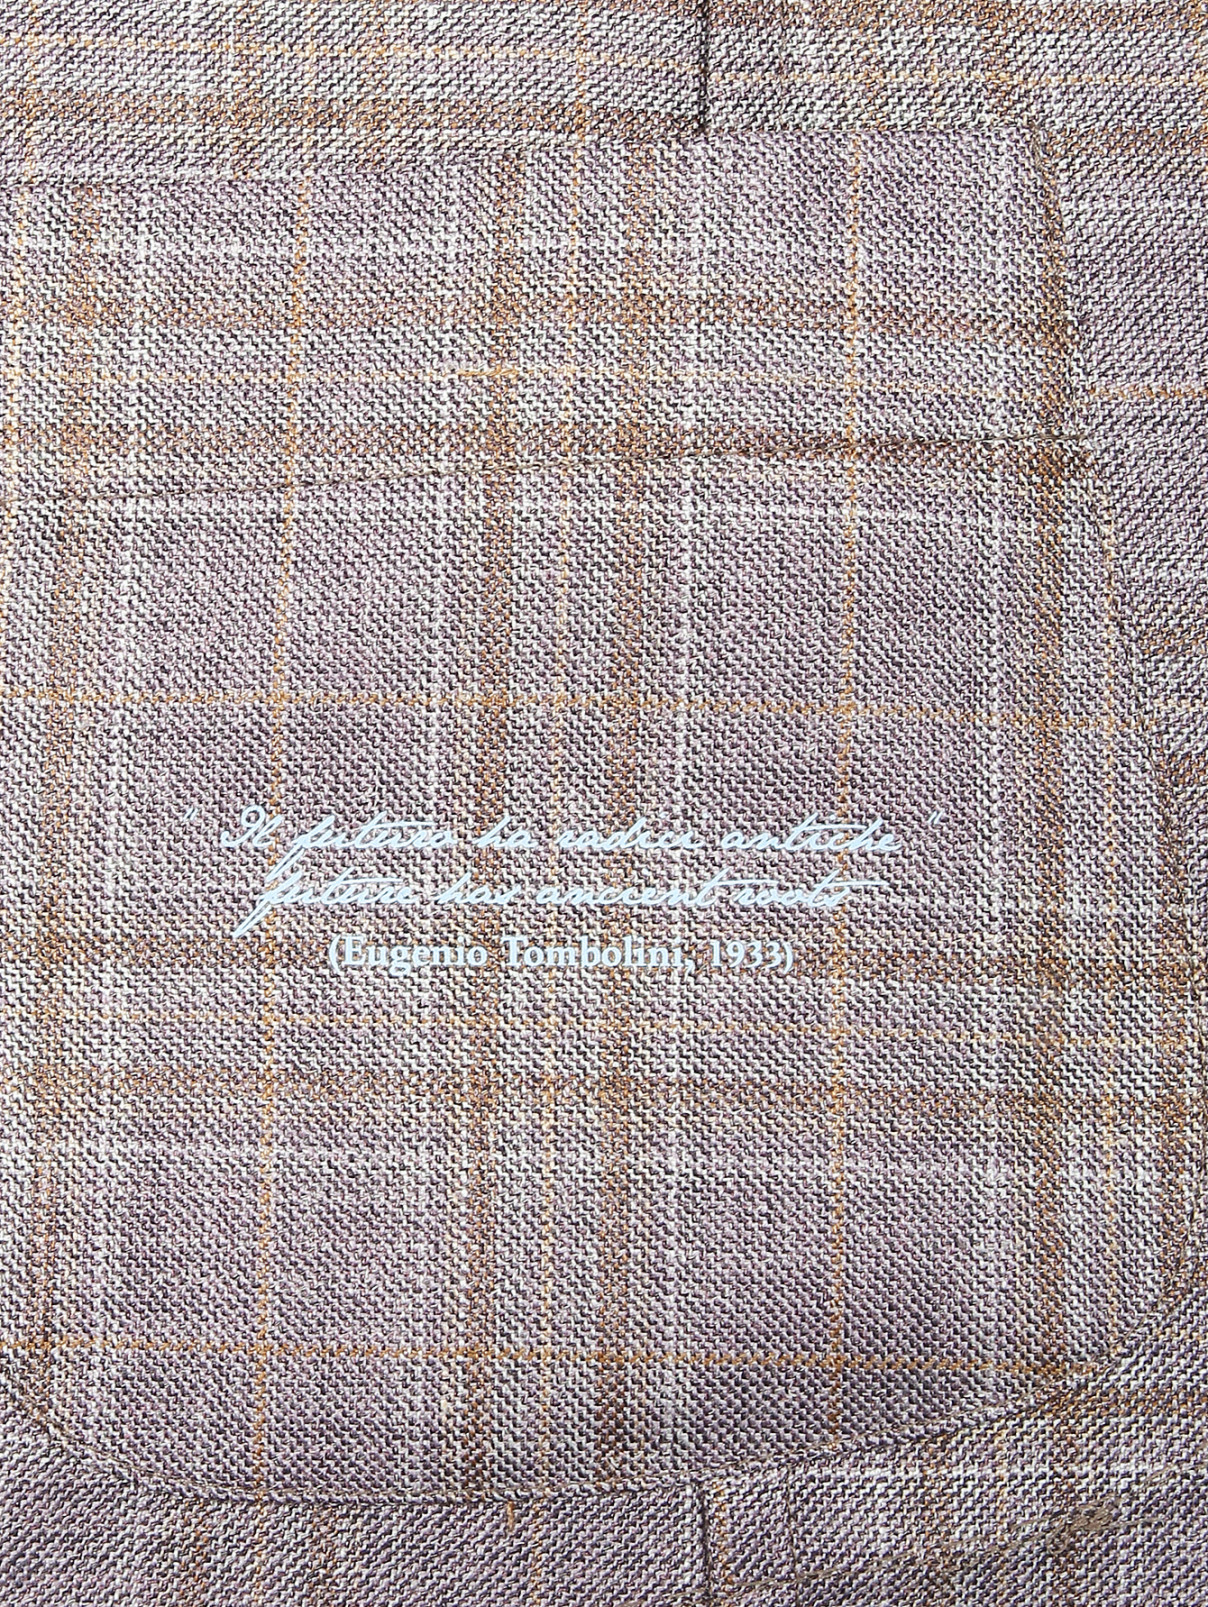 " Il futuro ha radici antiche "
future has ancient roots
(Eugenio Tombolini, 1933)